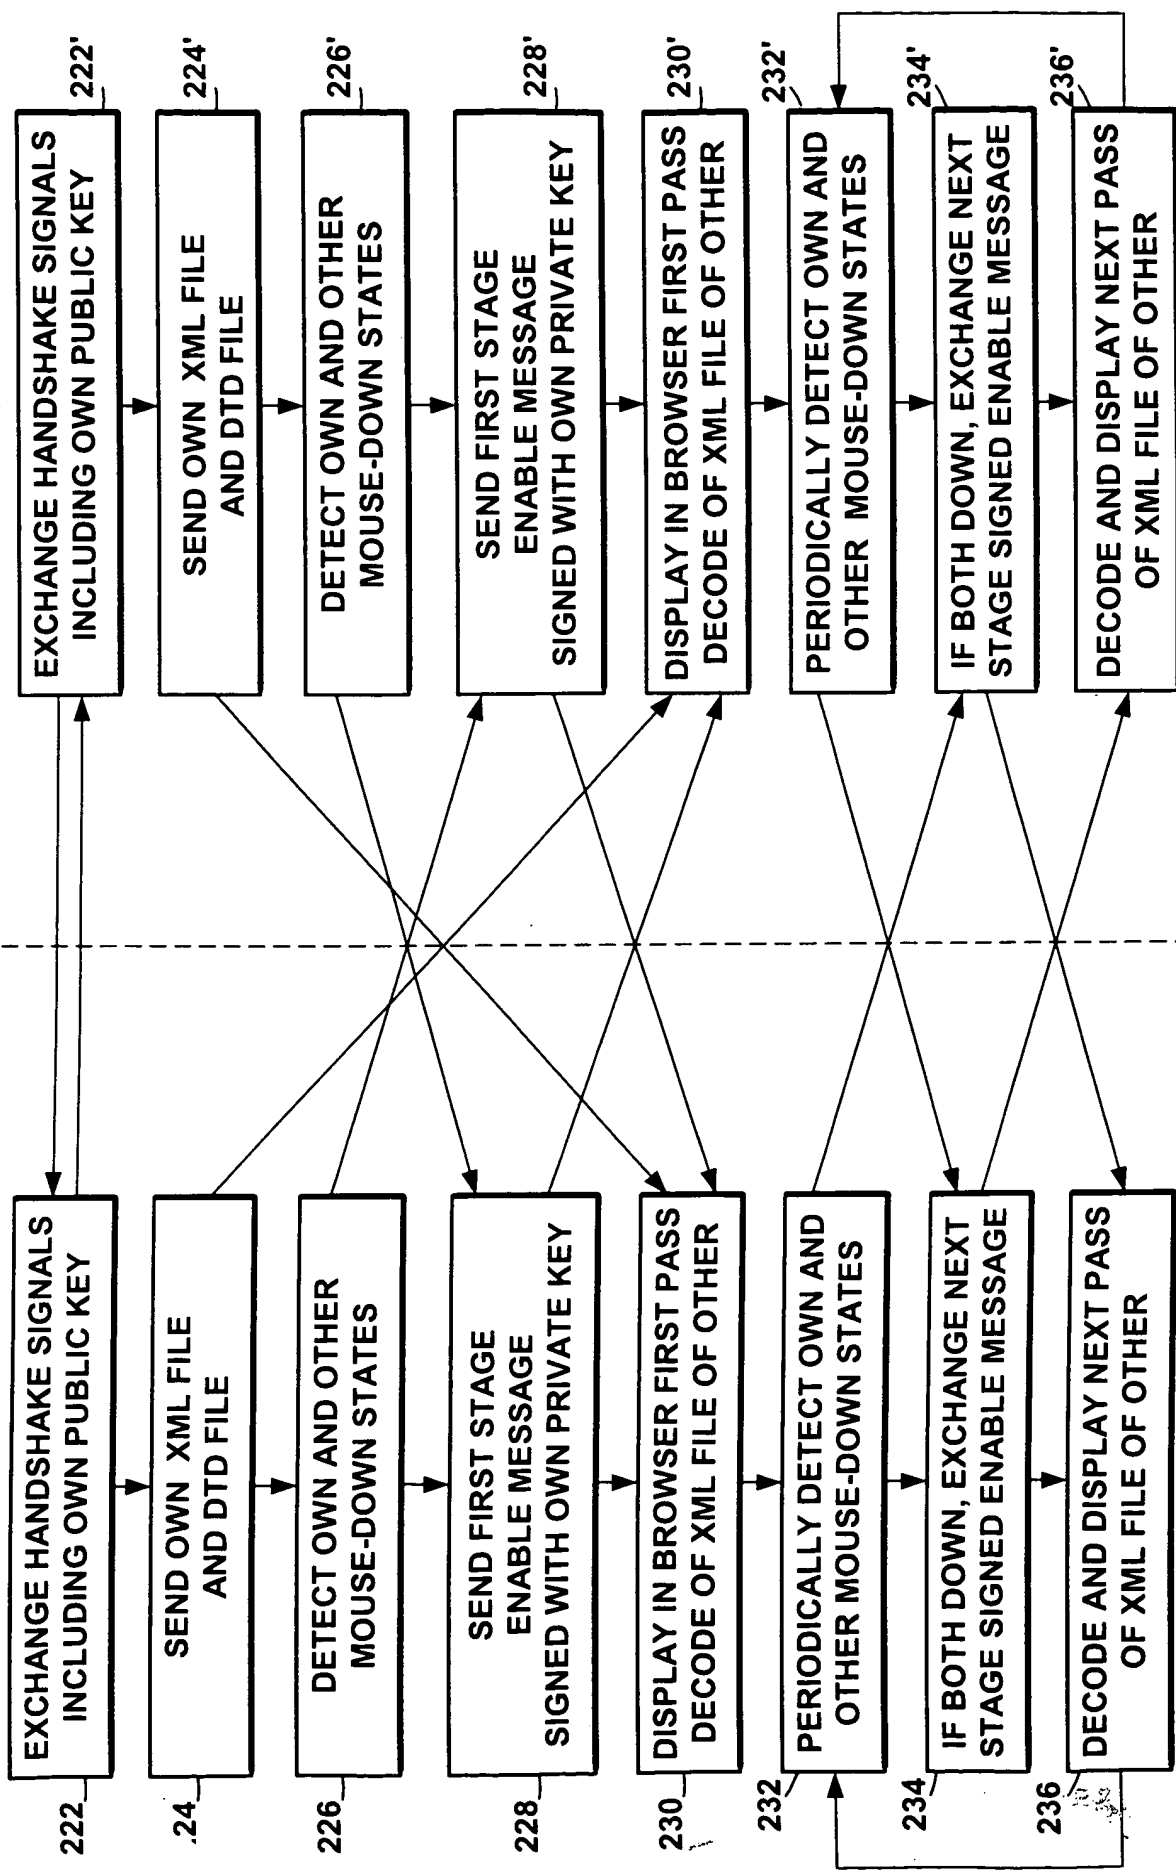 222
EXCHANGE HANDSHAKE SIGNALS
INCLUDING OWN PUBLIC KEY
.24
SEND OWN XML FILE
AND DTD FILE
226
DETECT OWN AND OTHER
MOUSE-DOWN STATES
228
SEND FIRST STAGE
ENABLE MESSAGE
SIGNED WITH OWN PRIVATE KEY
230
DISPLAY IN BROWSER FIRST PASS
DECODE OF XML FILE OF OTHER
232
PERIODICALLY DETECT OWN AND
OTHER MOUSE-DOWN STATES
234
IF BOTH DOWN, EXCHANGE NEXT
STAGE SIGNED ENABLE MESSAGE
236
DECODE AND DISPLAY NEXT PASS
OF XML FILE OF OTHER
222'
EXCHANGE HANDSHAKE SIGNALS
INCLUDING OWN PUBLIC KEY
224'
SEND OWN XML FILE
AND DTD FILE
226'
DETECT OWN AND OTHER
MOUSE-DOWN STATES
228'
SEND FIRST STAGE
ENABLE MESSAGE
SIGNED WITH OWN PRIVATE KEY
230'
DISPLAY IN BROWSER FIRST PASS
DECODE OF XML FILE OF OTHER
232'
PERIODICALLY DETECT OWN AND
OTHER MOUSE-DOWN STATES
234'
IF BOTH DOWN, EXCHANGE NEXT
STAGE SIGNED ENABLE MESSAGE
236'
DECODE AND DISPLAY NEXT PASS
OF XML FILE OF OTHER